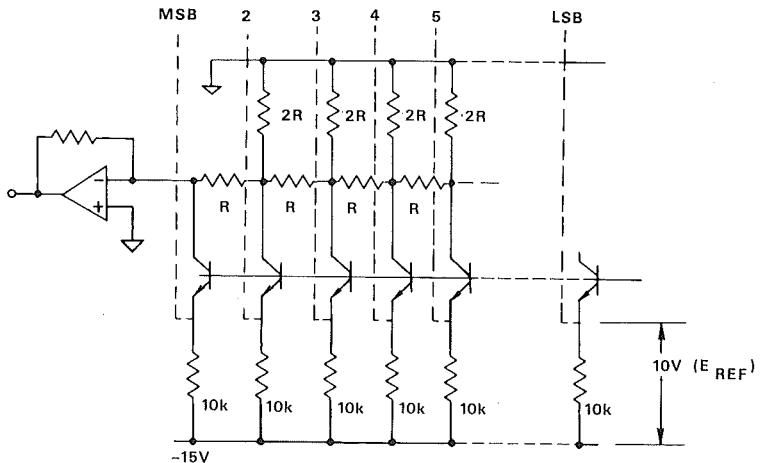 MSB 2 3 4 5 LSB
2R 2R 2R 2R
−
+
R R R R
10V (E REF)
10k 10k 10k 10k 10k 10k
−15V